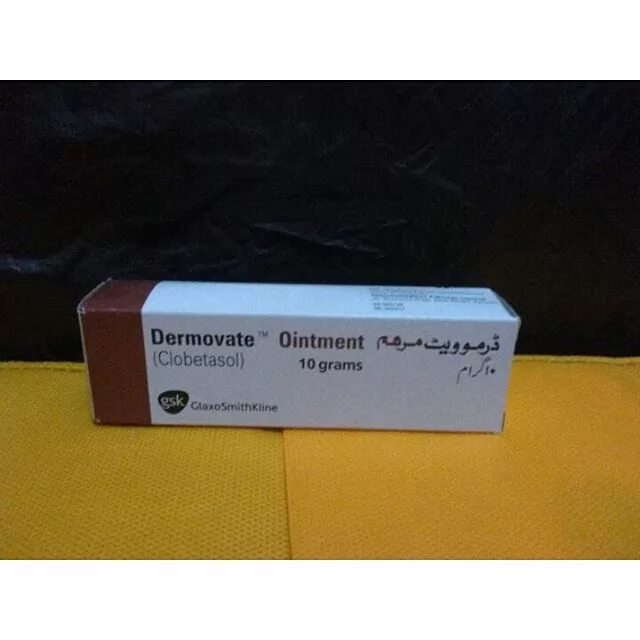 Dermovate™ Ointment
(Clobetasol)
10 grams
ڈرموویٹ مرہم
۱۰ گرام
gsk GlaxoSmithKline